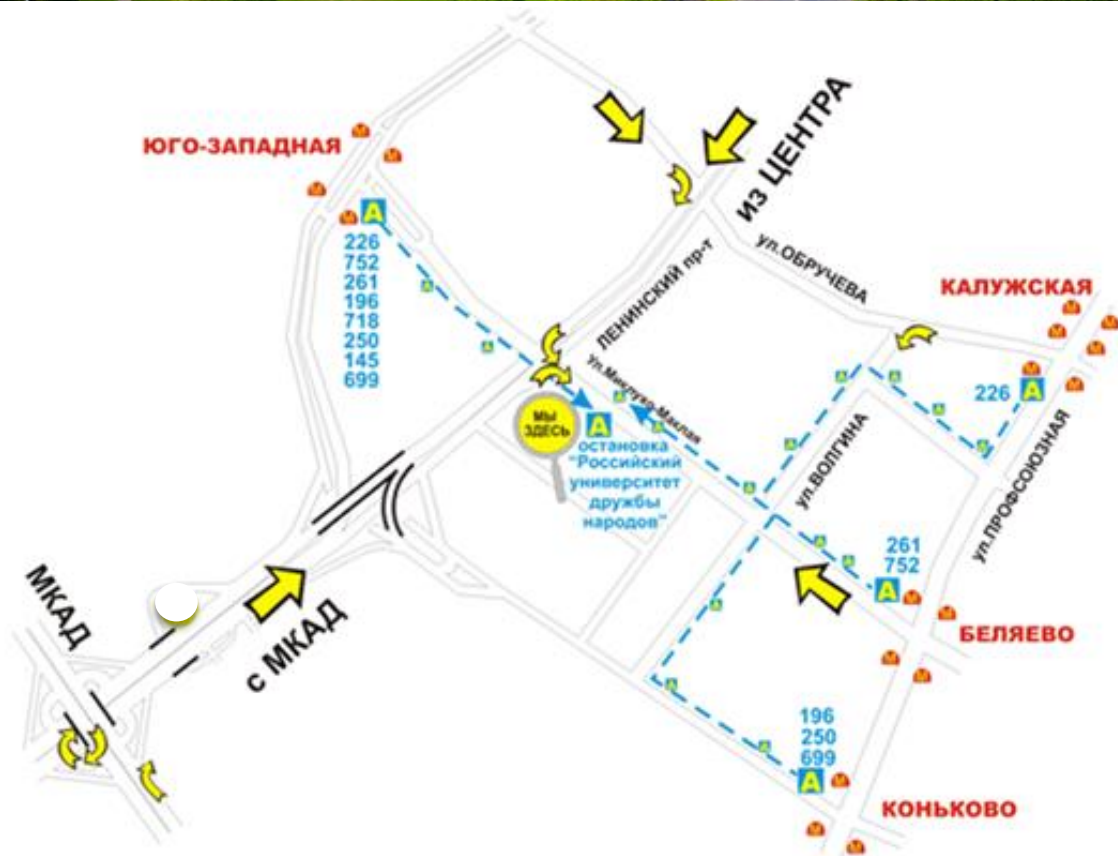 ЮГО-ЗАПАДНАЯ
А
226
752
261
196
718
250
145
699
ИЗ ЦЕНТРА
ЛЕНИНСКИЙ пр-т
ул.ОБРУЧЕВА
КАЛУЖСКАЯ
226
А
ул.Миклухо-Маклая
МЫ
ЗДЕСЬ
А
остановка
"Российский
университет
дружбы
народов"
ул.ВОЛГИНА
ул.ПРОФСОЮЗНАЯ
261
752
А
БЕЛЯЕВО
МКАД
с МКАД
196
250
699
А
КОНЬКОВО